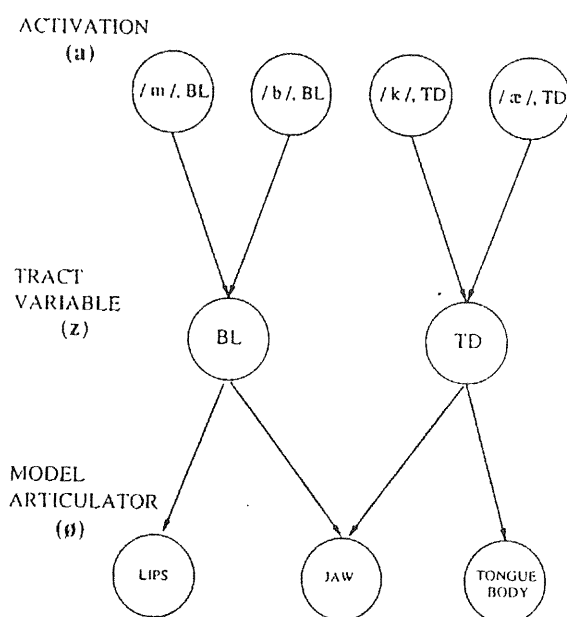 ACTIVATION
(a)
/ m /, BL
/ b /, BL
/ k /, TD
/ æ /, TD
TRACT
VARIABLE
(z)
BL
TD
MODEL
ARTICULATOR
(ø)
LIPS
JAW
TONGUE
BODY